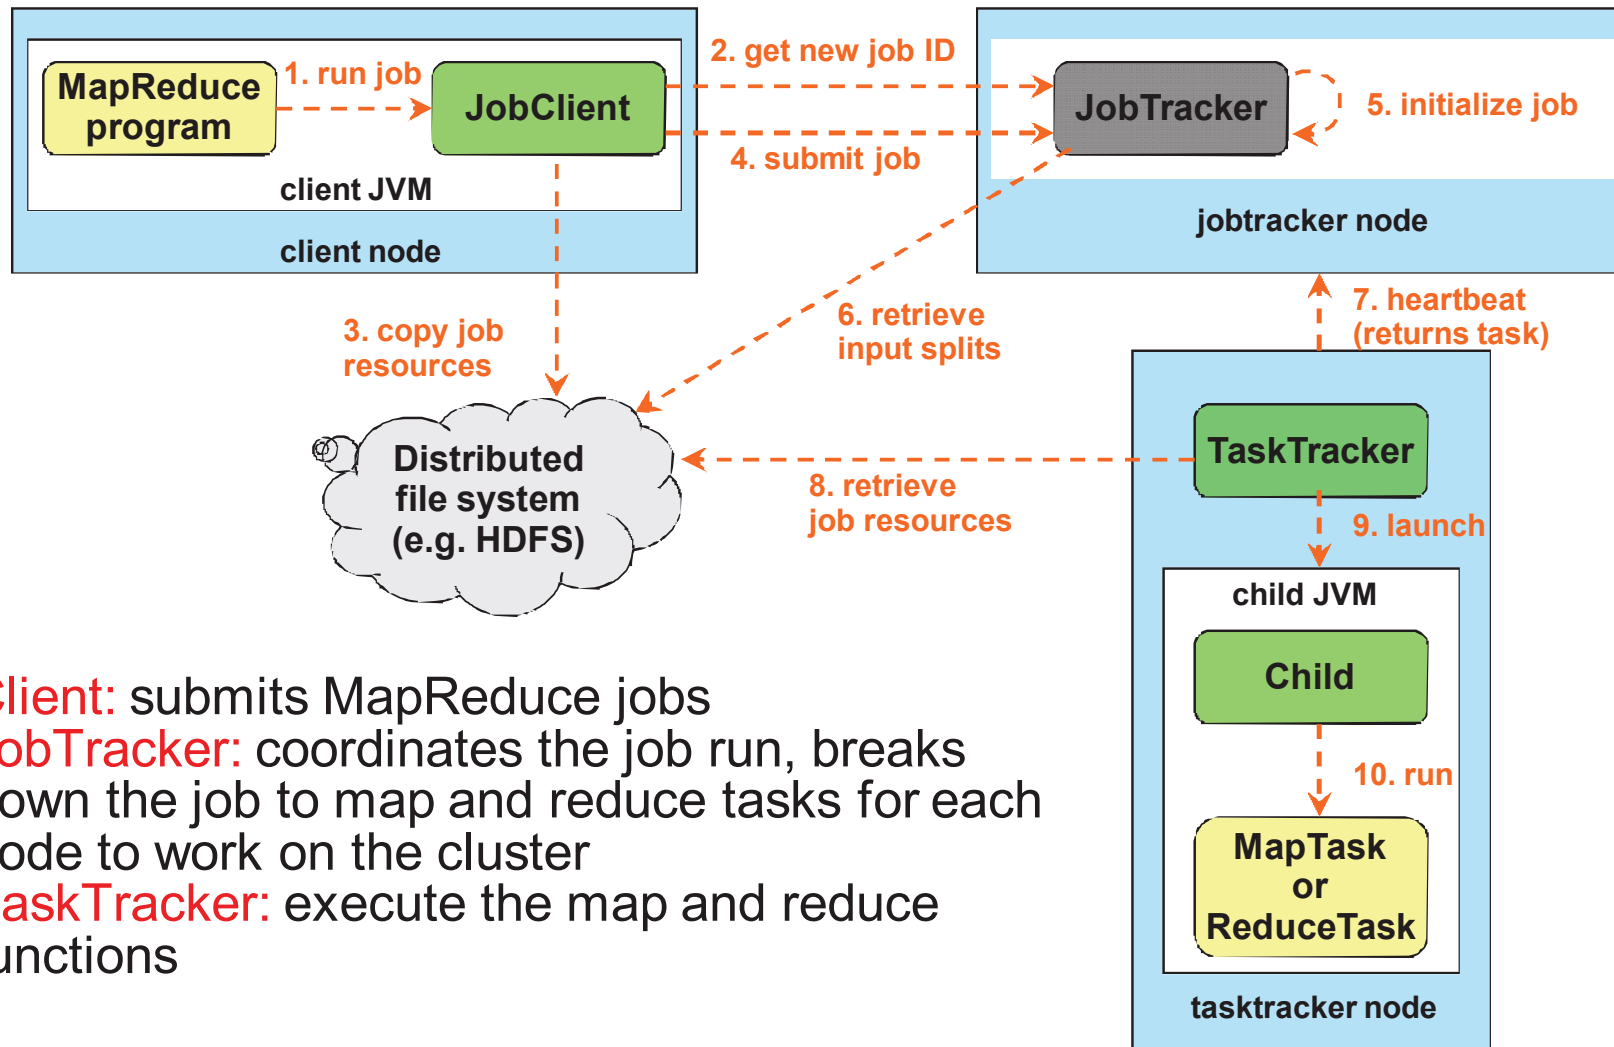 MapReduce
program
1. run job
JobClient
client JVM
client node
2. get new job ID
4. submit job
JobTracker
5. initialize job
jobtracker node
3. copy job
resources
6. retrieve
input splits
7. heartbeat
(returns task)
Distributed
file system
(e.g. HDFS)
8. retrieve
job resources
TaskTracker
9. launch
child JVM
Child
10. run
MapTask
or
ReduceTask
tasktracker node
Client: submits MapReduce jobs
obTracker: coordinates the job run, breaks
own the job to map and reduce tasks for each
ode to work on the cluster
askTracker: execute the map and reduce
unctions